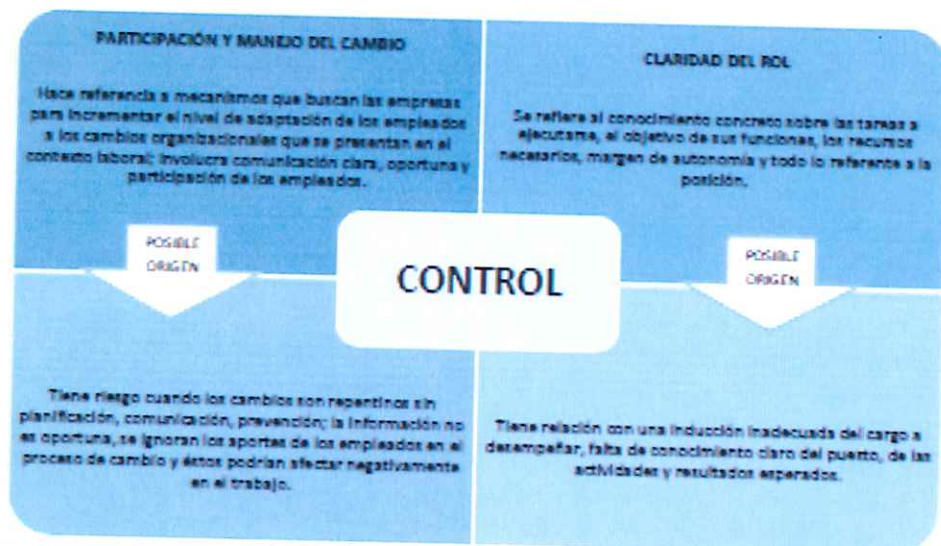 PARTICIPACIÓN Y MANEJO DEL CAMBIO
Hace referencia a mecanismos que buscan las empresas
para incrementar el nivel de adaptación de los empleados
a los cambios organizacionales que se presentan en el
contexto laboral; involucra comunicación clara, oportuna y
participación de los empleados.
POSIBLE
ORIGEN
CLARIDAD DEL ROL
Se refiere al conocimiento concreto sobre las tareas a
ejecutarse, el objetivo de sus funciones, los recursos
necesarios, margen de autonomía y todo lo referente a la
posición.
POSIBLE
ORIGEN
CONTROL
Tiene riesgo cuando los cambios son repentinos sin
planificación, comunicación, prevención; la información no
es oportuna, se ignoran los aportes de los empleados en el
proceso de cambio y éstos podrían afectar negativamente
en el trabajo.
Tiene relación con una inducción inadecuada del cargo a
desempeñar, falta de conocimiento claro del puesto, de las
actividades y resultados esperados.